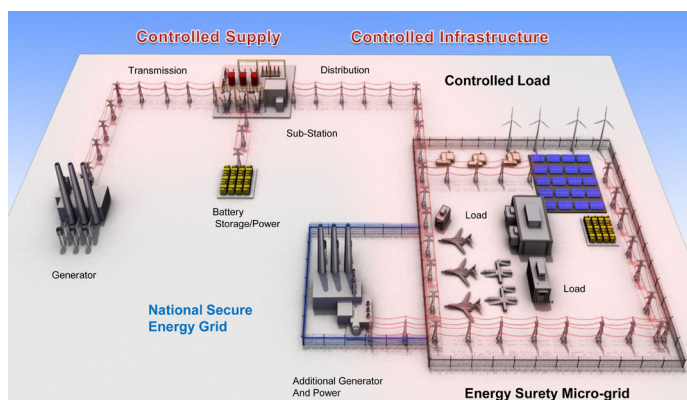 Controlled Supply
Controlled Infrastructure
Transmission
Distribution
Controlled Load
Sub-Station
Battery
Storage/Power
Load
Generator
Load
National Secure
Energy Grid
Additional Generator
And Power
Energy Surety Micro-grid